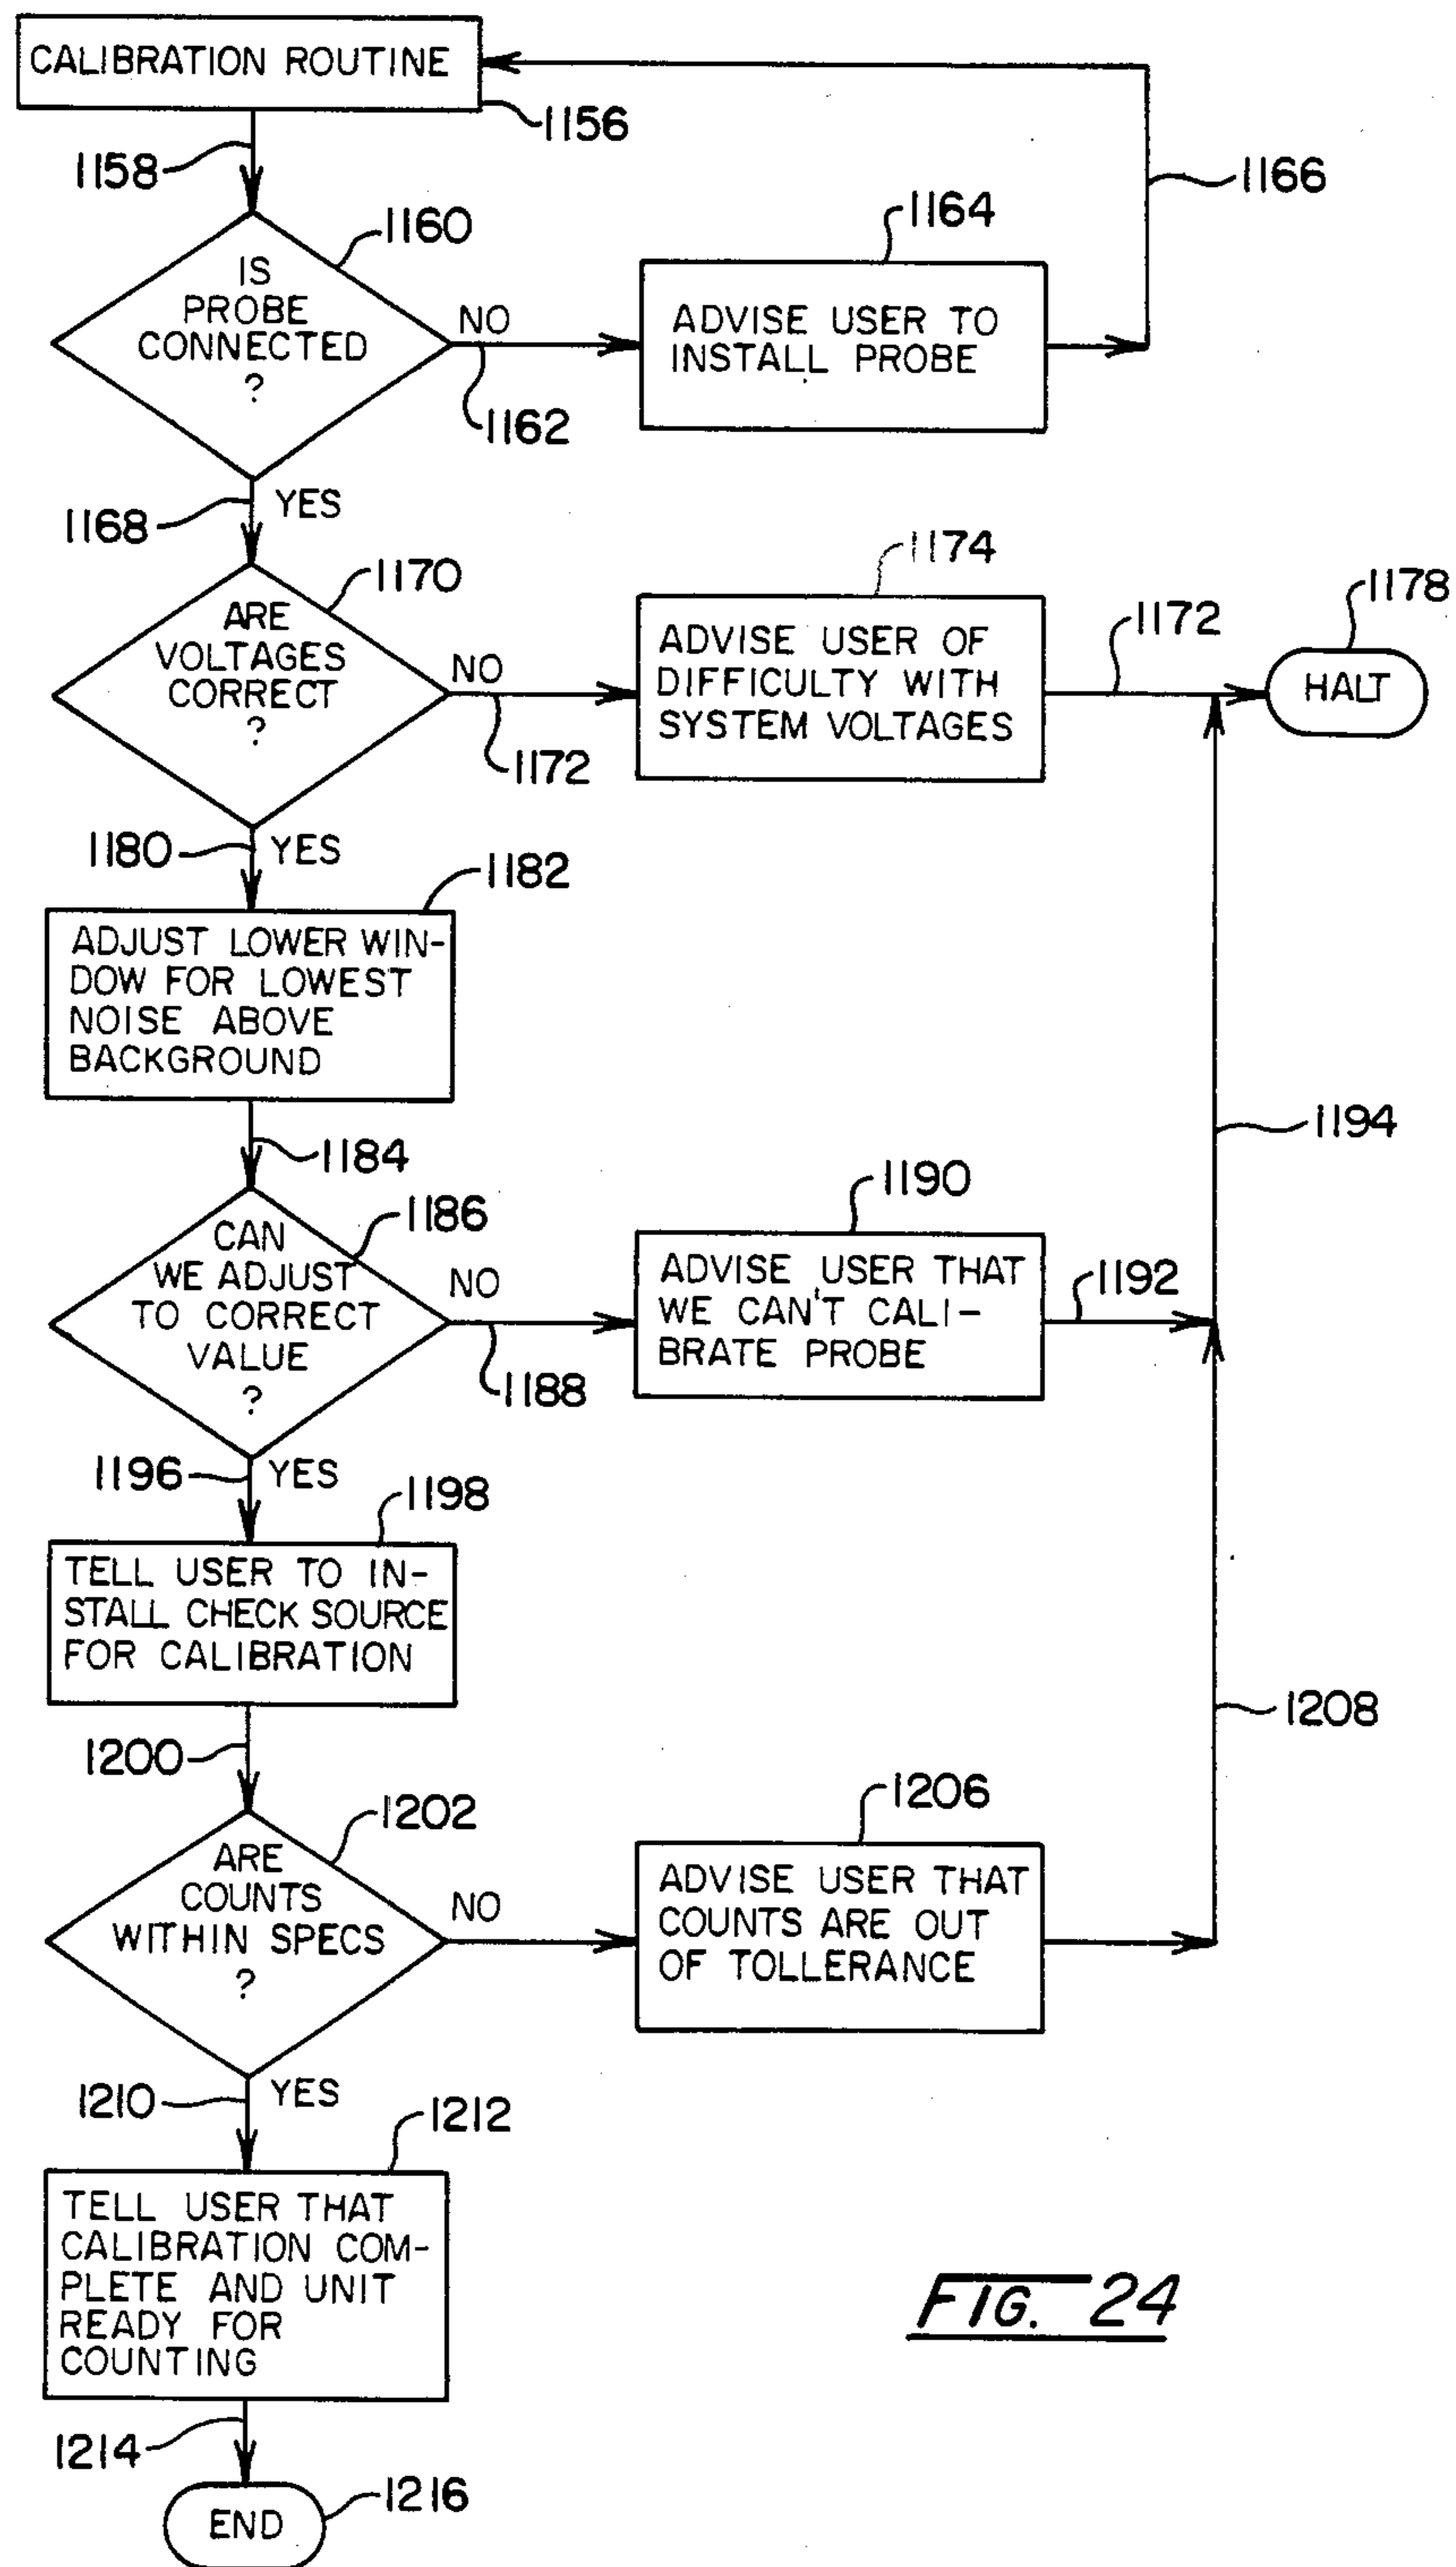 CALIBRATION ROUTINE
1156
1158
1166
1160
1164
IS
PROBE
CONNECTED
?
NO
1162
ADVISE USER TO
INSTALL PROBE
1168
YES
1170
1174
1172
1178
ARE
VOLTAGES
CORRECT
?
NO
1172
ADVISE USER OF
DIFFICULTY WITH
SYSTEM VOLTAGES
HALT
1180
YES
1182
ADJUST LOWER WIN-
DOW FOR LOWEST
NOISE ABOVE
BACKGROUND
1184
1194
1186
1190
CAN
WE ADJUST
TO CORRECT
VALUE
?
NO
1188
ADVISE USER THAT
WE CAN'T CALI-
BRATE PROBE
1192
1196
YES
1198
TELL USER TO IN-
STALL CHECK SOURCE
FOR CALIBRATION
1208
1200
1202
1206
ARE
COUNTS
WITHIN SPECS
?
NO
ADVISE USER THAT
COUNTS ARE OUT
OF TOLLERANCE
1210
YES
1212
TELL USER THAT
CALIBRATION COM-
PLETE AND UNIT
READY FOR
COUNTING
FIG. 24
1214
1216
END